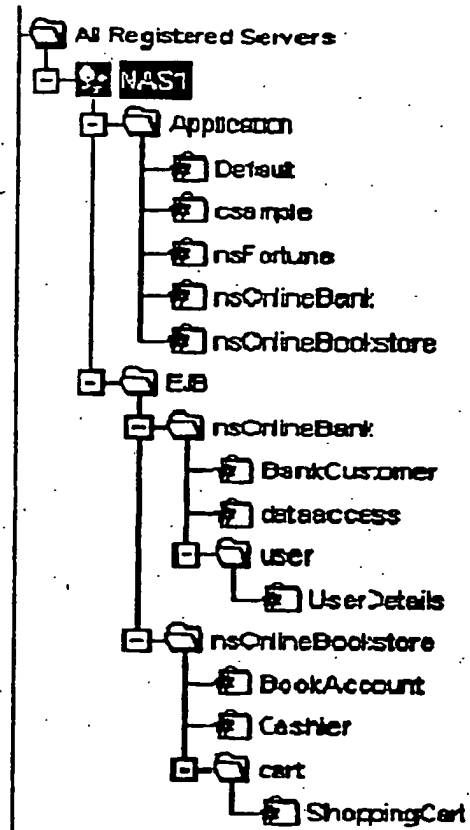 All Registered Servers
NAS1
Application
Default
csample
nsFortune
nsOnlineBank
nsOnlineBookstore
EJB
nsOnlineBank
BankCustomer
dataaccess
user
UserDetails
nsOnlineBookstore
BookAccount
Cashier
cart
ShoppingCart